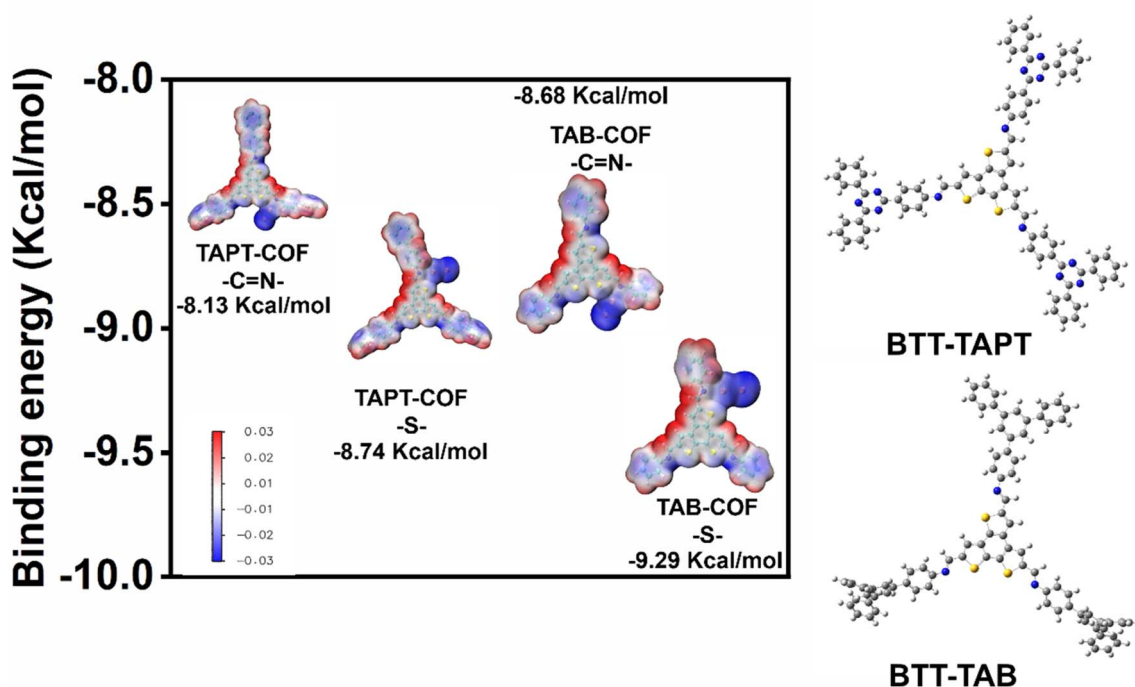 Binding energy (Kcal/mol)
-8.0
-8.5
-9.0
-9.5
-10.0
TAPT-COF
-C=N-
-8.13 Kcal/mol
TAPT-COF
-S-
-8.74 Kcal/mol
-8.68 Kcal/mol
TAB-COF
-C=N-
TAB-COF
-S-
-9.29 Kcal/mol
0.03
0.02
0.01
-0.01
-0.02
-0.03
BTT-TAPT
BTT-TAB